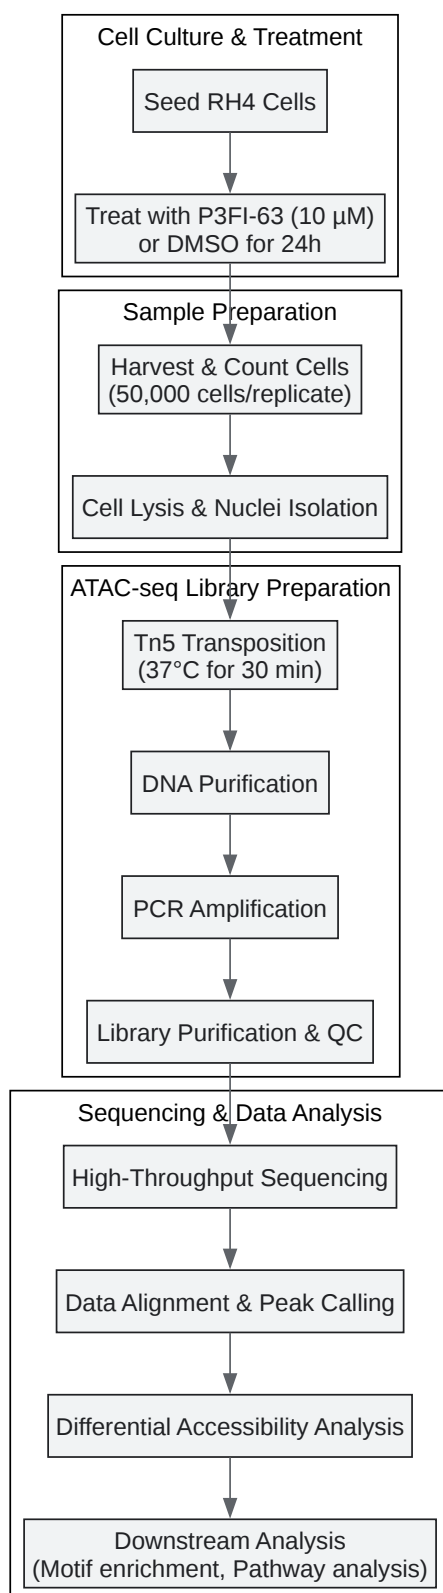 Cell Culture & Treatment
Seed RH4 Cells
Treat with P3FI-63 (10 µM)
or DMSO for 24h
Sample Preparation
Harvest & Count Cells
(50,000 cells/replicate)
Cell Lysis & Nuclei Isolation
ATAC-seq Library Preparation
Tn5 Transposition
(37°C for 30 min)
DNA Purification
PCR Amplification
Library Purification & QC
Sequencing & Data Analysis
High-Throughput Sequencing
Data Alignment & Peak Calling
Differential Accessibility Analysis
Downstream Analysis
(Motif enrichment, Pathway analysis)